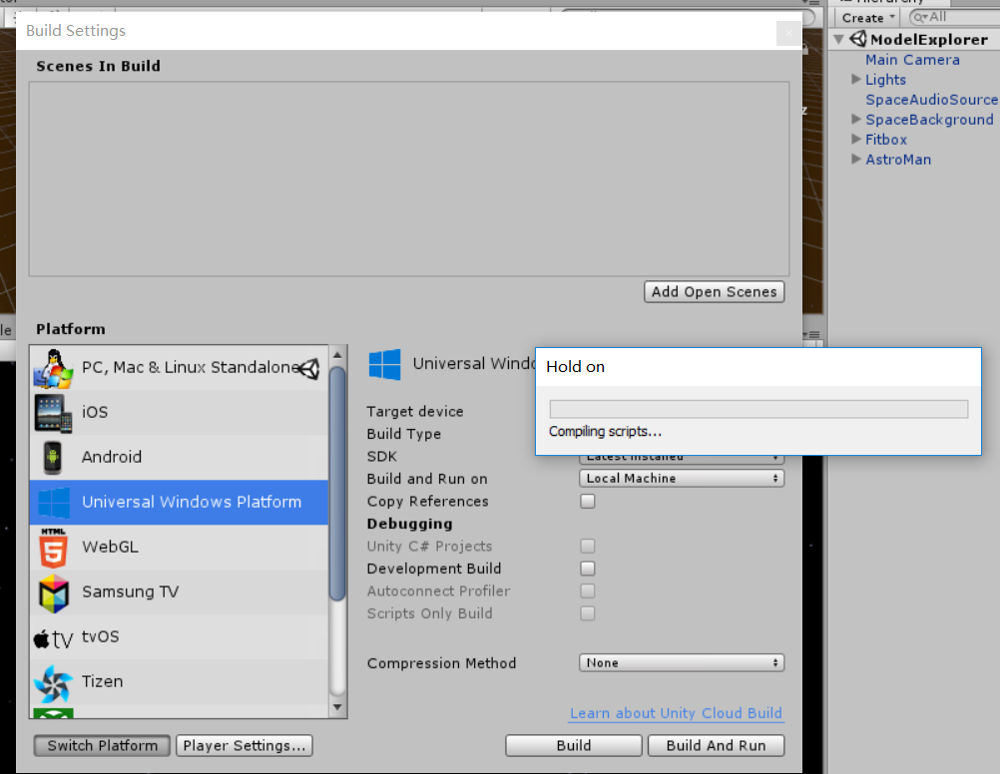 Build Settings
Scenes In Build
Add Open Scenes
Platform
PC, Mac & Linux Standalone
iOS
Android
Universal Windows Platform
HTML
5
WebGL
Samsung TV
tv
tvOS
Tizen
Switch Platform
Player Settings...
Universal Windo
Target device
Build Type
SDK
Latest installed
Build and Run on
Local Machine
Copy References
Debugging
Unity C# Projects
Development Build
Autoconnect Profiler
Scripts Only Build
Compression Method
None
Learn about Unity Cloud Build
Build
Build And Run
Hold on
Compiling scripts...
Hierarchy
Create
All
ModelExplorer
Main Camera
Lights
SpaceAudioSource
SpaceBackground
Fitbox
AstroMan